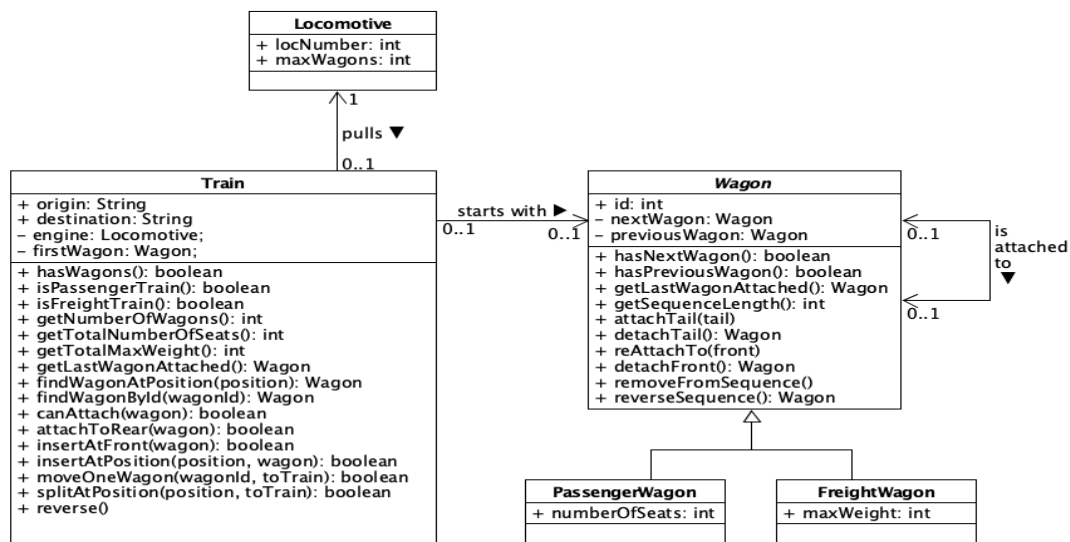 Locomotive
+ locNumber: int
+ maxWagons: int
1
pulls ▼
0..1
Train
+ origin: String
+ destination: String
- engine: Locomotive;
- firstWagon: Wagon;
+ hasWagons(): boolean
+ isPassengerTrain(): boolean
+ isFreightTrain(): boolean
+ getNumberOfWagons(): int
+ getTotalNumberOfSeats(): int
+ getTotalMaxWeight(): int
+ getLastWagonAttached(): Wagon
+ findWagonAtPosition(position): Wagon
+ findWagonById(wagonId): Wagon
+ canAttach(wagon): boolean
+ attachToRear(wagon): boolean
+ insertAtFront(wagon): boolean
+ insertAtPosition(position, wagon): boolean
+ moveOneWagon(wagonId, toTrain): boolean
+ splitAtPosition(position, toTrain): boolean
+ reverse()
starts with ►
0..1
0..1
Wagon
+ id: int
− nextWagon: Wagon
− previousWagon: Wagon
+ hasNextWagon(): boolean
+ hasPreviousWagon(): boolean
+ getLastWagonAttached(): Wagon
+ getSequenceLength(): int
+ attachTail(tail)
+ detachTail(): Wagon
+ reAttachTo(front)
+ detachFront(): Wagon
+ removeFromSequence()
+ reverseSequence(): Wagon
0..1
is
attached
to
▼
0..1
PassengerWagon
+ numberOfSeats: int
FreightWagon
+ maxWeight: int